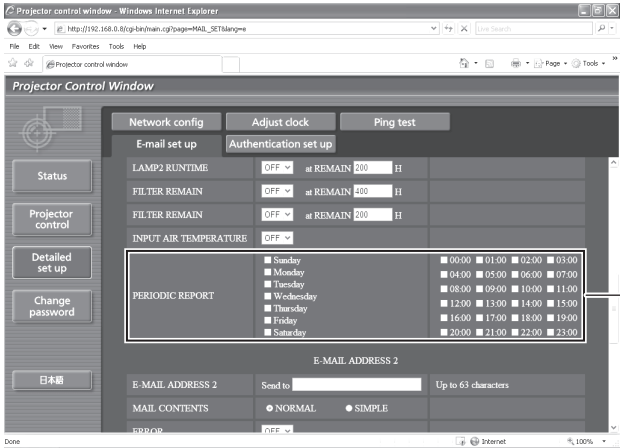 Projector control window - Windows Internet Explorer
http://192.168.0.8/cgi-bin/main.cgi?page=MAIL_SET&lang=e
Live Search
File Edit View Favorites Tools Help
Projector control window
Page Tools
Projector Control Window
Network config Adjust clock Ping test
E-mail set up Authentication set up
Status
Projector control
Detailed set up
Change password
日本語
LAMP2 RUNTIME OFF at REMAIN 200 H
FILTER REMAIN OFF at REMAIN 400 H
FILTER REMAIN OFF at REMAIN 200 H
INPUT AIR TEMPERATURE OFF
PERIODIC REPORT
Sunday
Monday
Tuesday
Wednesday
Thursday
Friday
Saturday
00:00 01:00 02:00 03:00
04:00 05:00 06:00 07:00
08:00 09:00 10:00 11:00
12:00 13:00 14:00 15:00
16:00 17:00 18:00 19:00
20:00 21:00 22:00 23:00
E-MAIL ADDRESS 2
E-MAIL ADDRESS 2 Send to Up to 63 characters
MAIL CONTENTS NORMAL SIMPLE
ERROR OFF
Done Internet 100%